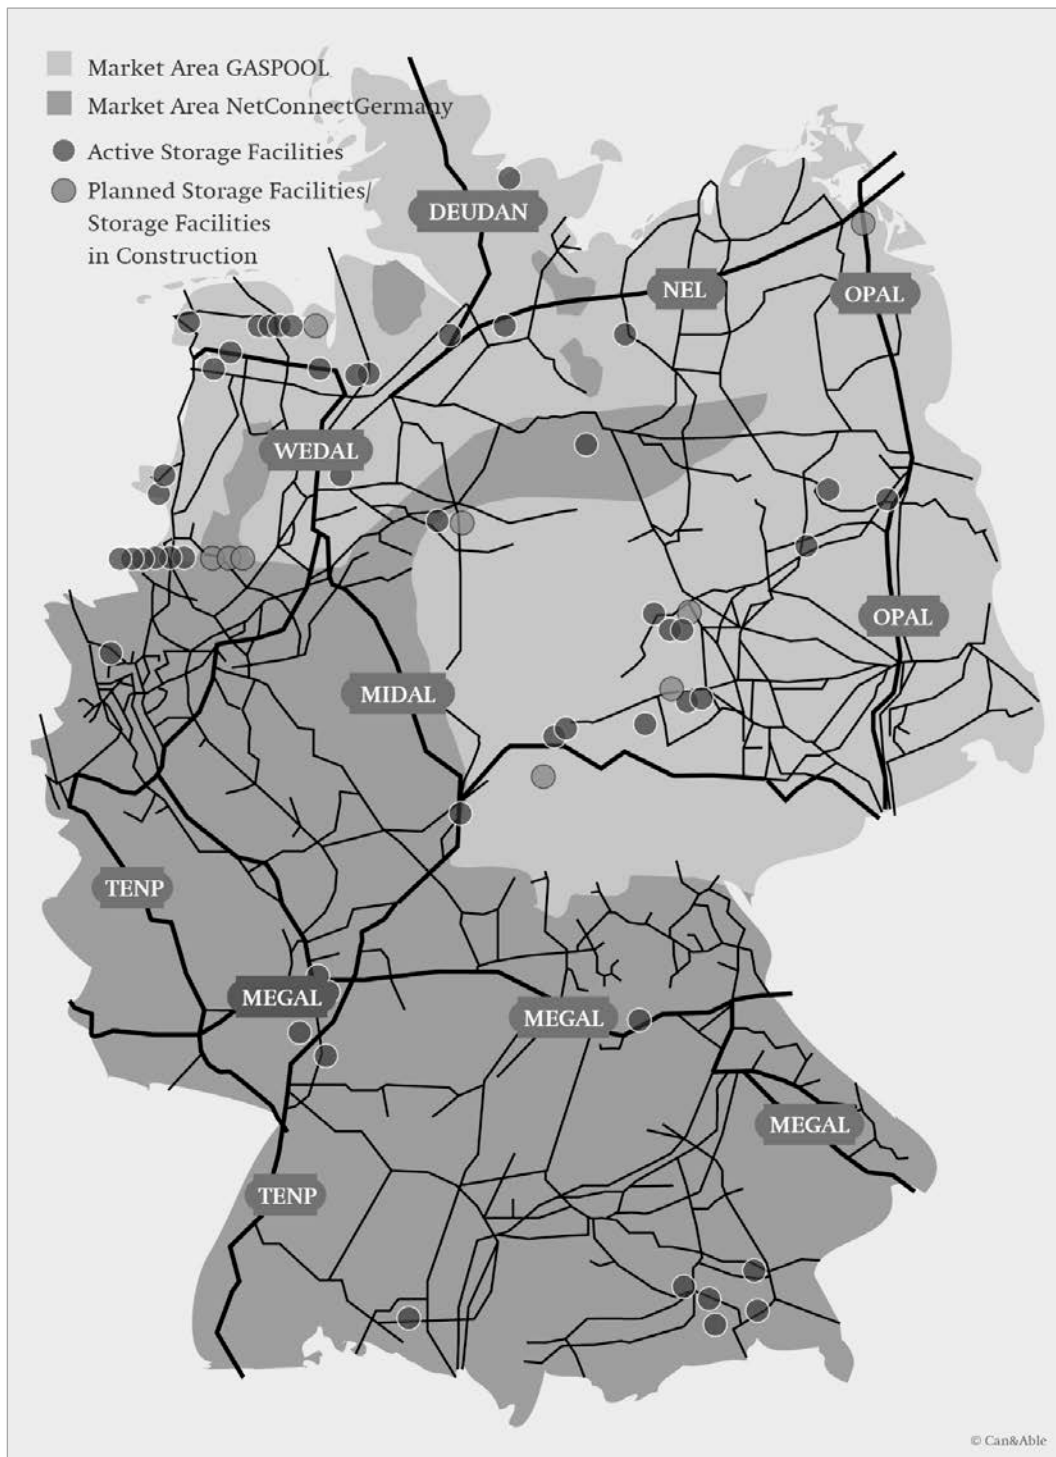 Market Area GASPOOL
Market Area NetConnectGermany
Active Storage Facilities
Planned Storage Facilities/
Storage Facilities
in Construction
DEUDAN
NEL
OPAL
WEDAL
OPAL
MIDAL
TENP
MEGAL
MEGAL
MEGAL
TENP
© Can&Able